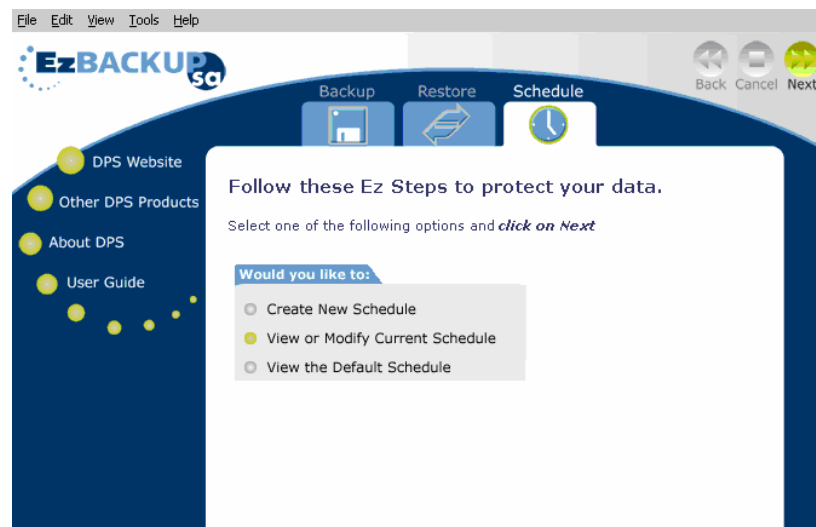 File Edit View Tools Help
EzBACKUP
sa
Back Cancel Next
Backup Restore Schedule
DPS Website
Other DPS Products
About DPS
User Guide
Follow these Ez Steps to protect your data.
Select one of the following options and click on Next
Would you like to:
Create New Schedule
View or Modify Current Schedule
View the Default Schedule